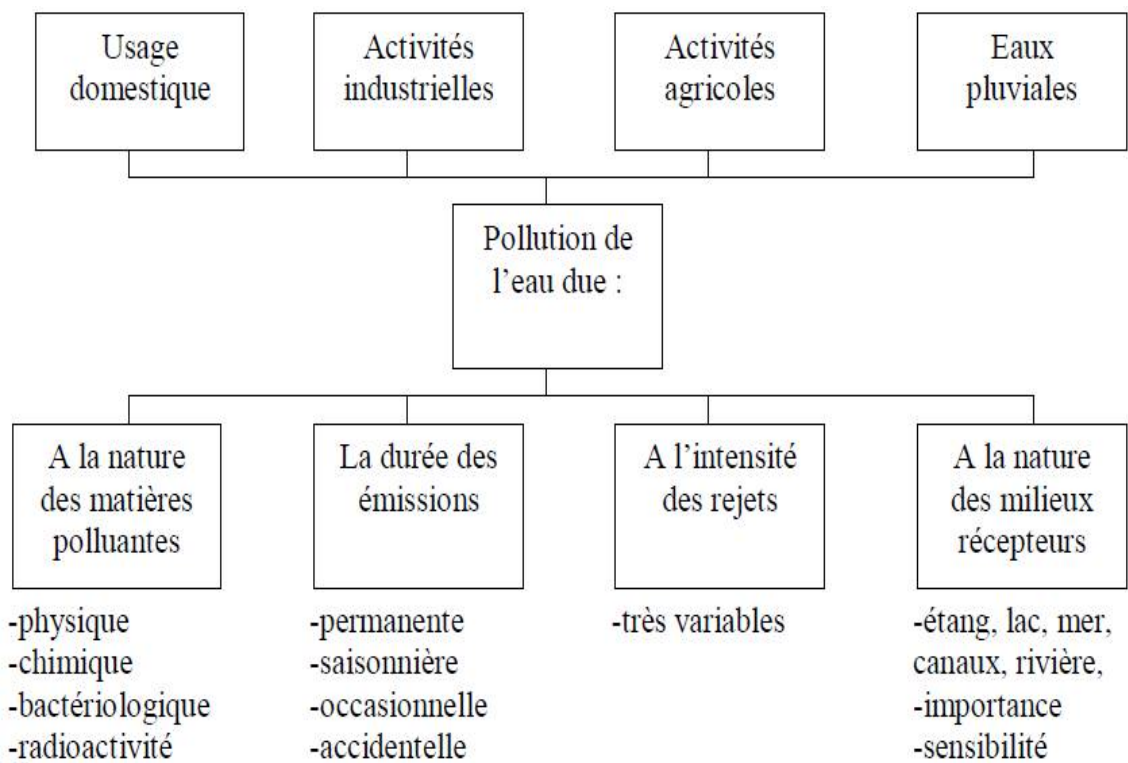 Usage
domestique
Activités
industrielles
Activités
agricoles
Eaux
pluviales
Pollution de
l’eau due :
A la nature
des matières
polluantes
La durée des
émissions
A l’intensité
des rejets
A la nature
des milieux
récepteurs
-physique
-chimique
-bactériologique
-radioactivité
-permanente
-saisonnière
-occasionnelle
-accidentelle
-très variables
-étang, lac, mer,
canaux, rivière,
-importance
-sensibilité